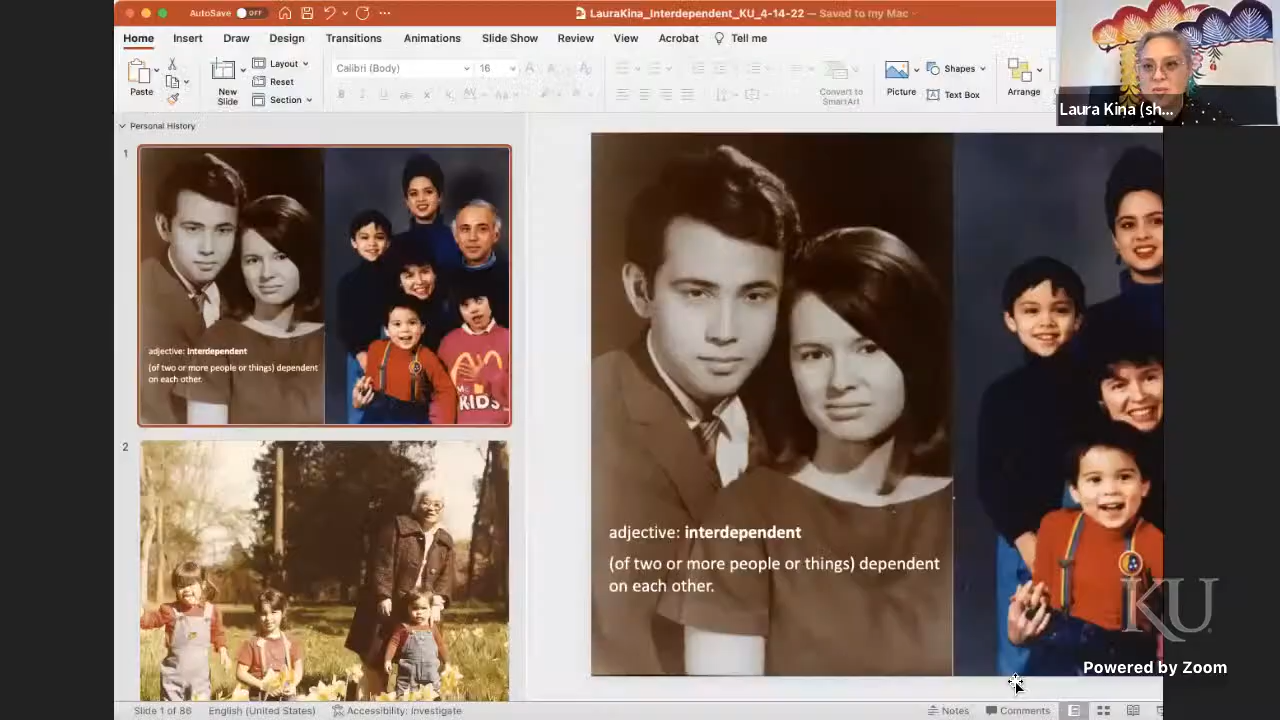 AutoSave OFF
LauraKina_Interdependent_KU_4-14-22 — Saved to my Mac
Home Insert Draw Design Transitions Animations Slide Show Review View Acrobat Tell me
Paste
New
Slide
Layout
Reset
Section
Calibri (Body) 16
Convert to
SmartArt
Picture
Shapes
Text Box
Arrange
Laura Kina (sh...
Personal History
1
adjective: interdependent
(of two or more people or things) dependent
on each other.
KIDS
2
adjective: interdependent
(of two or more people or things) dependent
on each other.
KU
Powered by Zoom
Slide 1 of 86 English (United States) Accessibility: Investigate Notes Comments